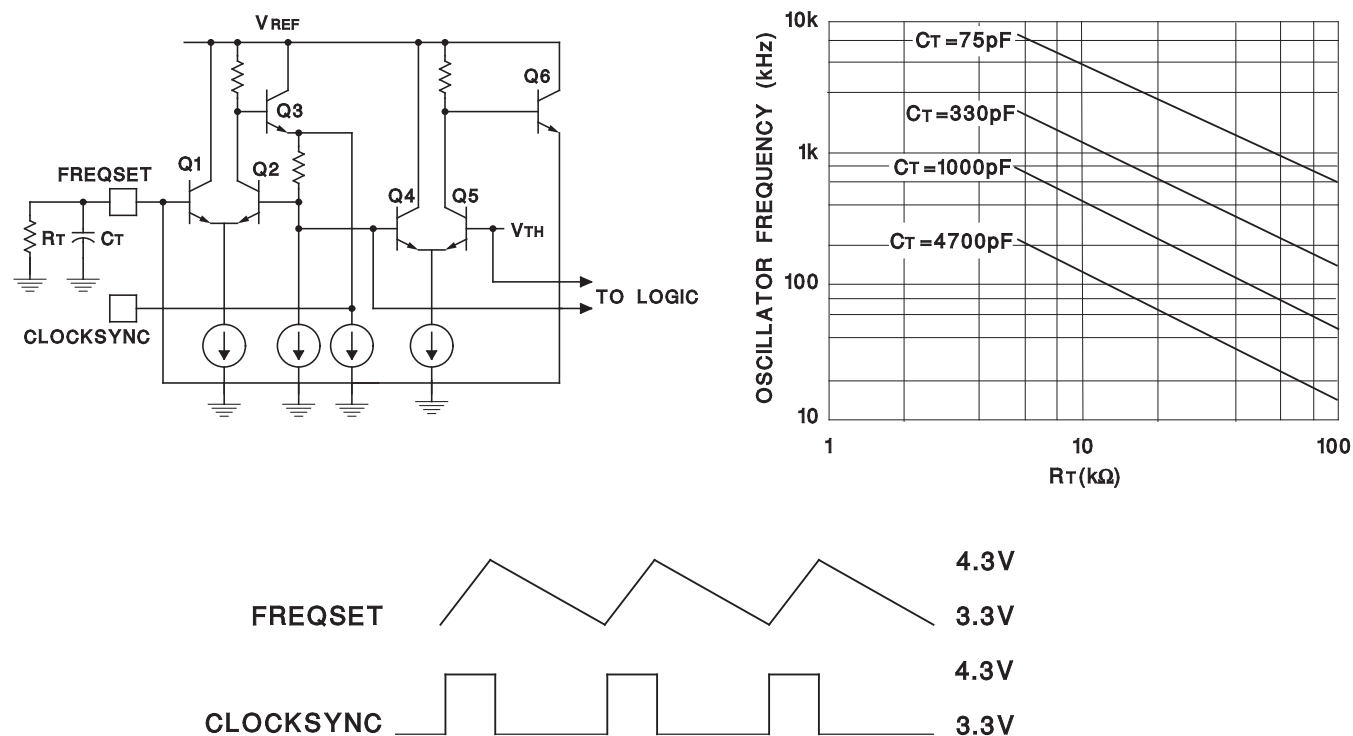 VREF
Q6
Q3
Q1
Q2
FREQSET
Q4
Q5
RT
CT
VTH
TO LOGIC
CLOCKSYNC
OSCILLATOR FREQUENCY (kHz)
10k
1k
100
10
CT=75pF
CT=330pF
CT=1000pF
CT=4700pF
1
10
100
RT(kΩ)
FREQSET
4.3V
3.3V
CLOCKSYNC
4.3V
3.3V